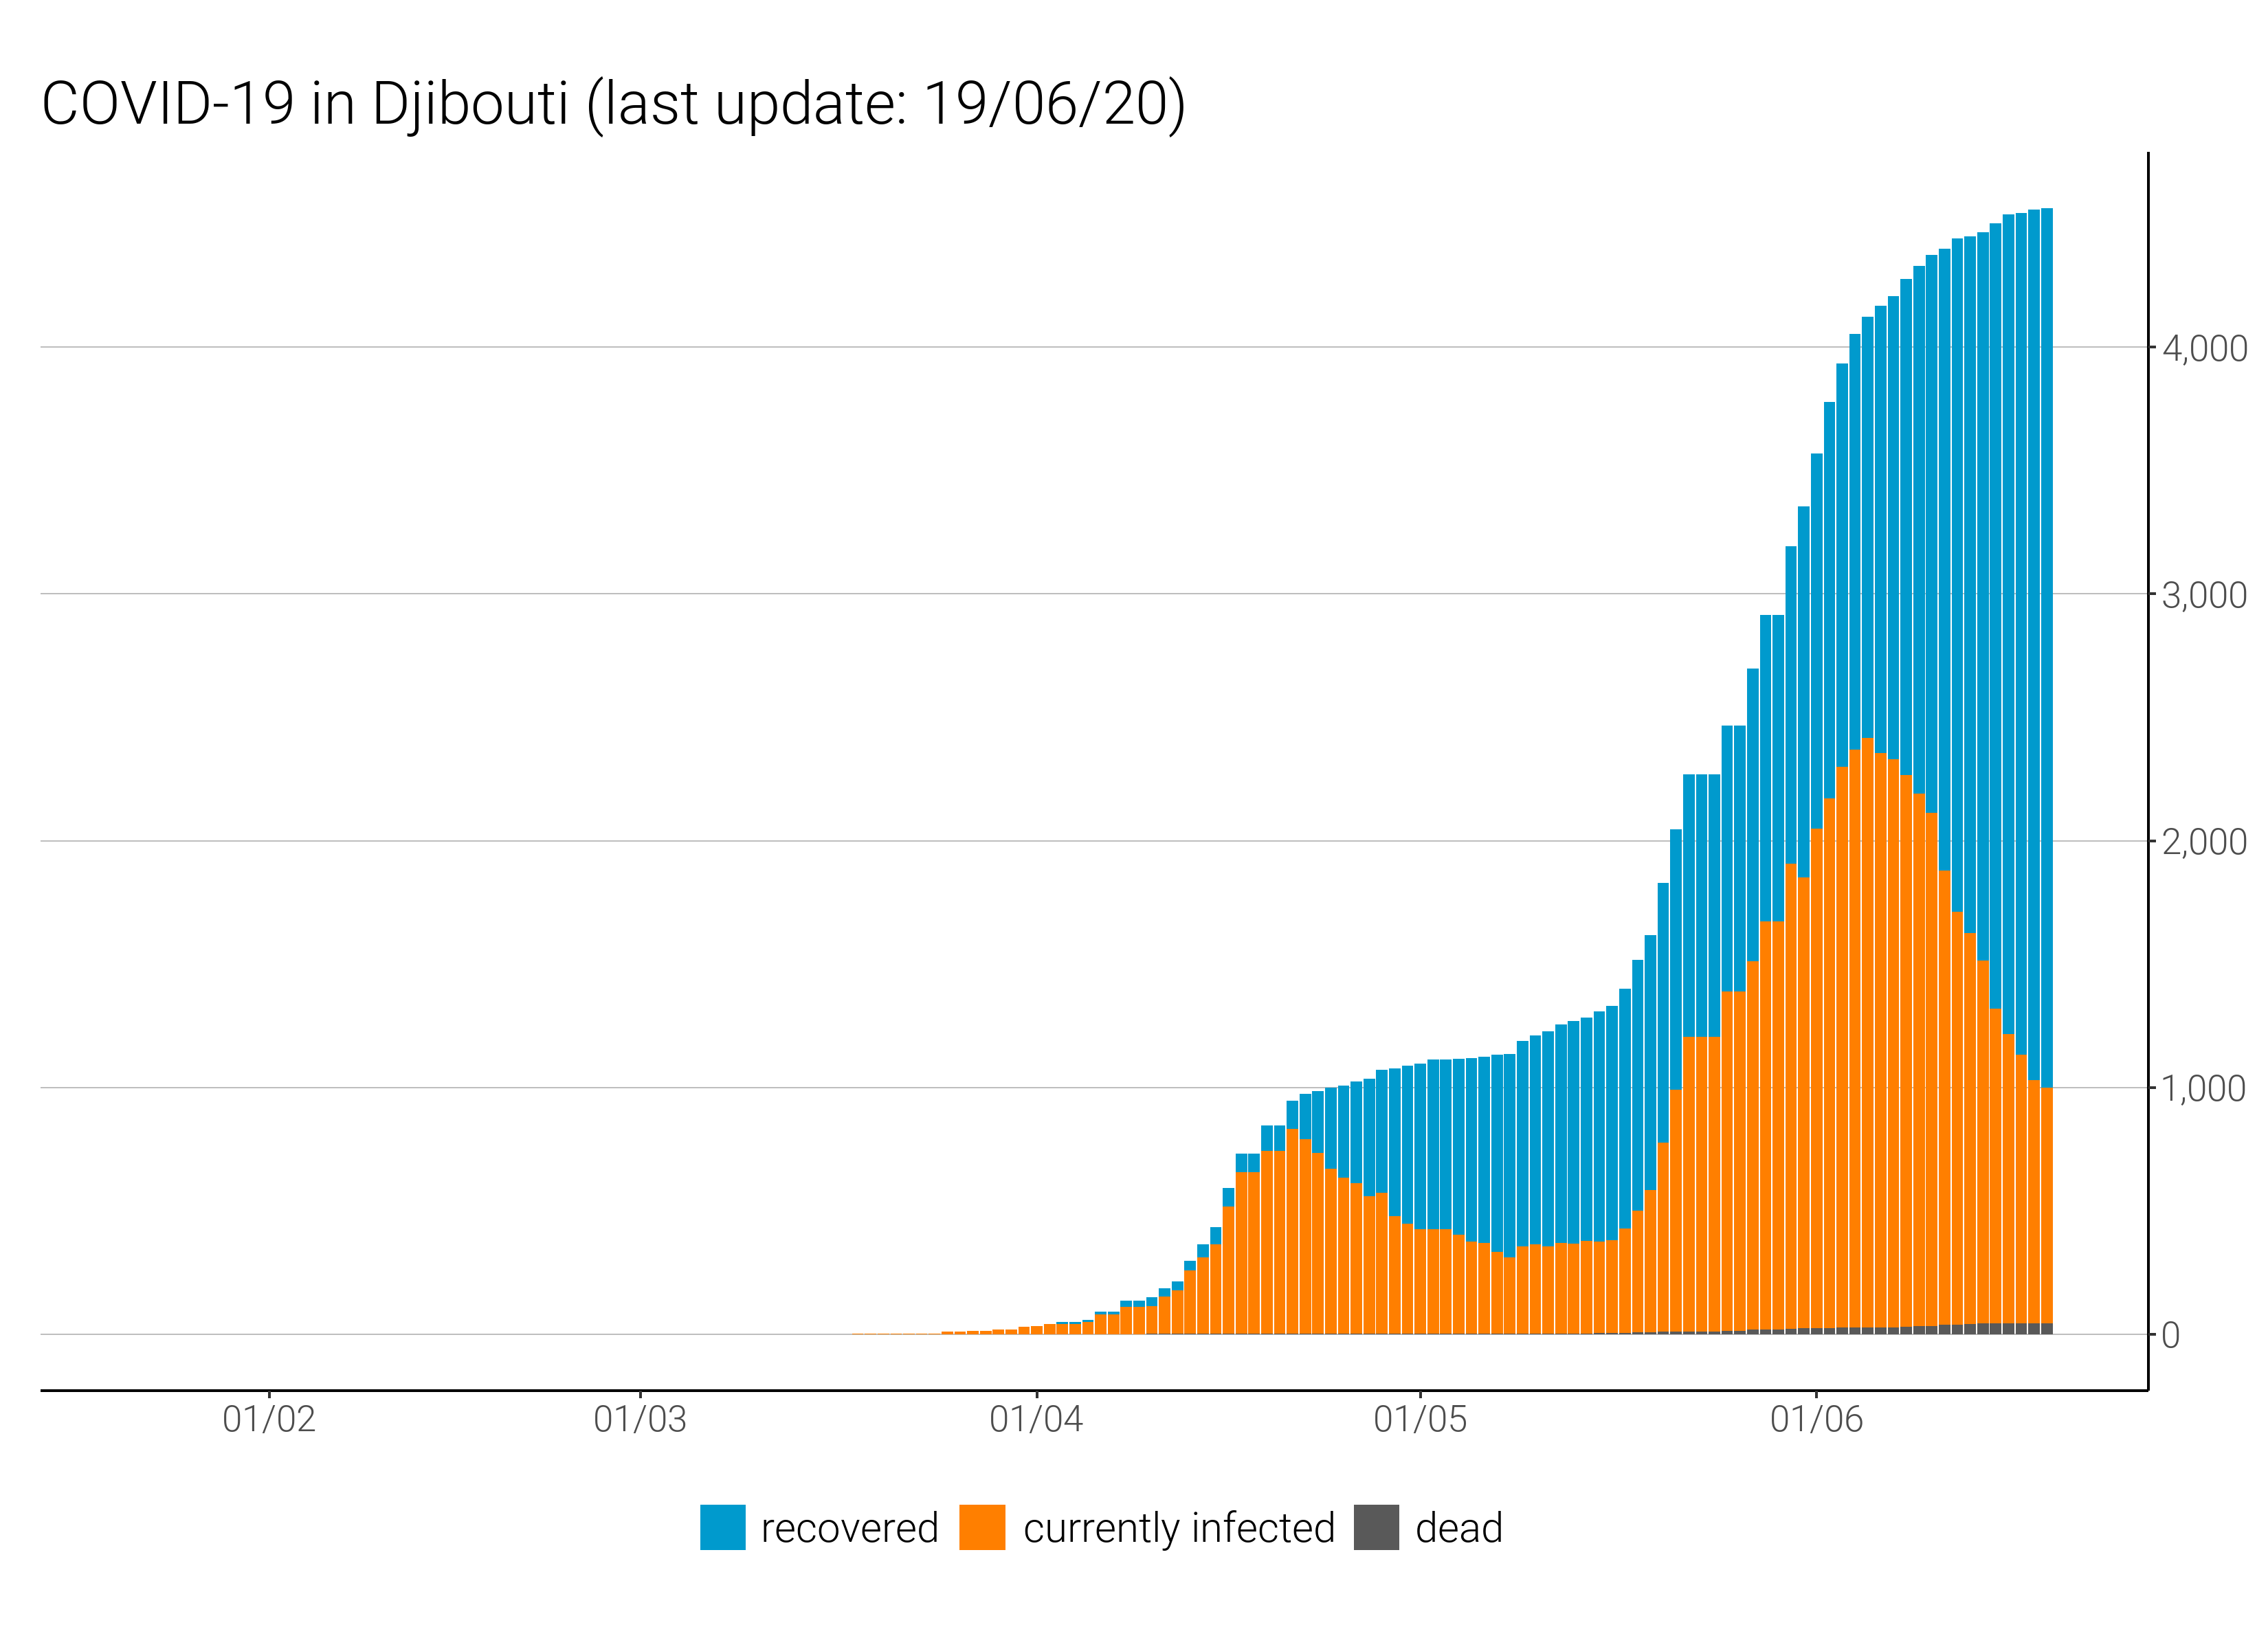 COVID-19 in Djibouti (last update: 19/06/20)
4,000
3,000
2,000
1,000
0
01/02 01/03 01/04 01/05 01/06
recovered currently infected dead